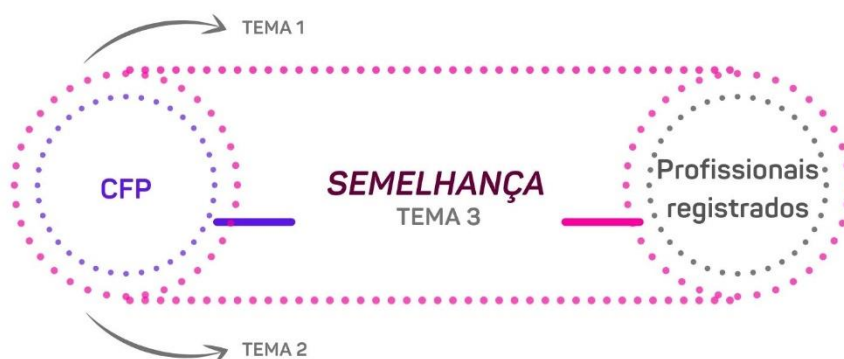 TEMA 1
CFP
SEMELHANÇA
TEMA 3
Profissionais
registrados
TEMA 2